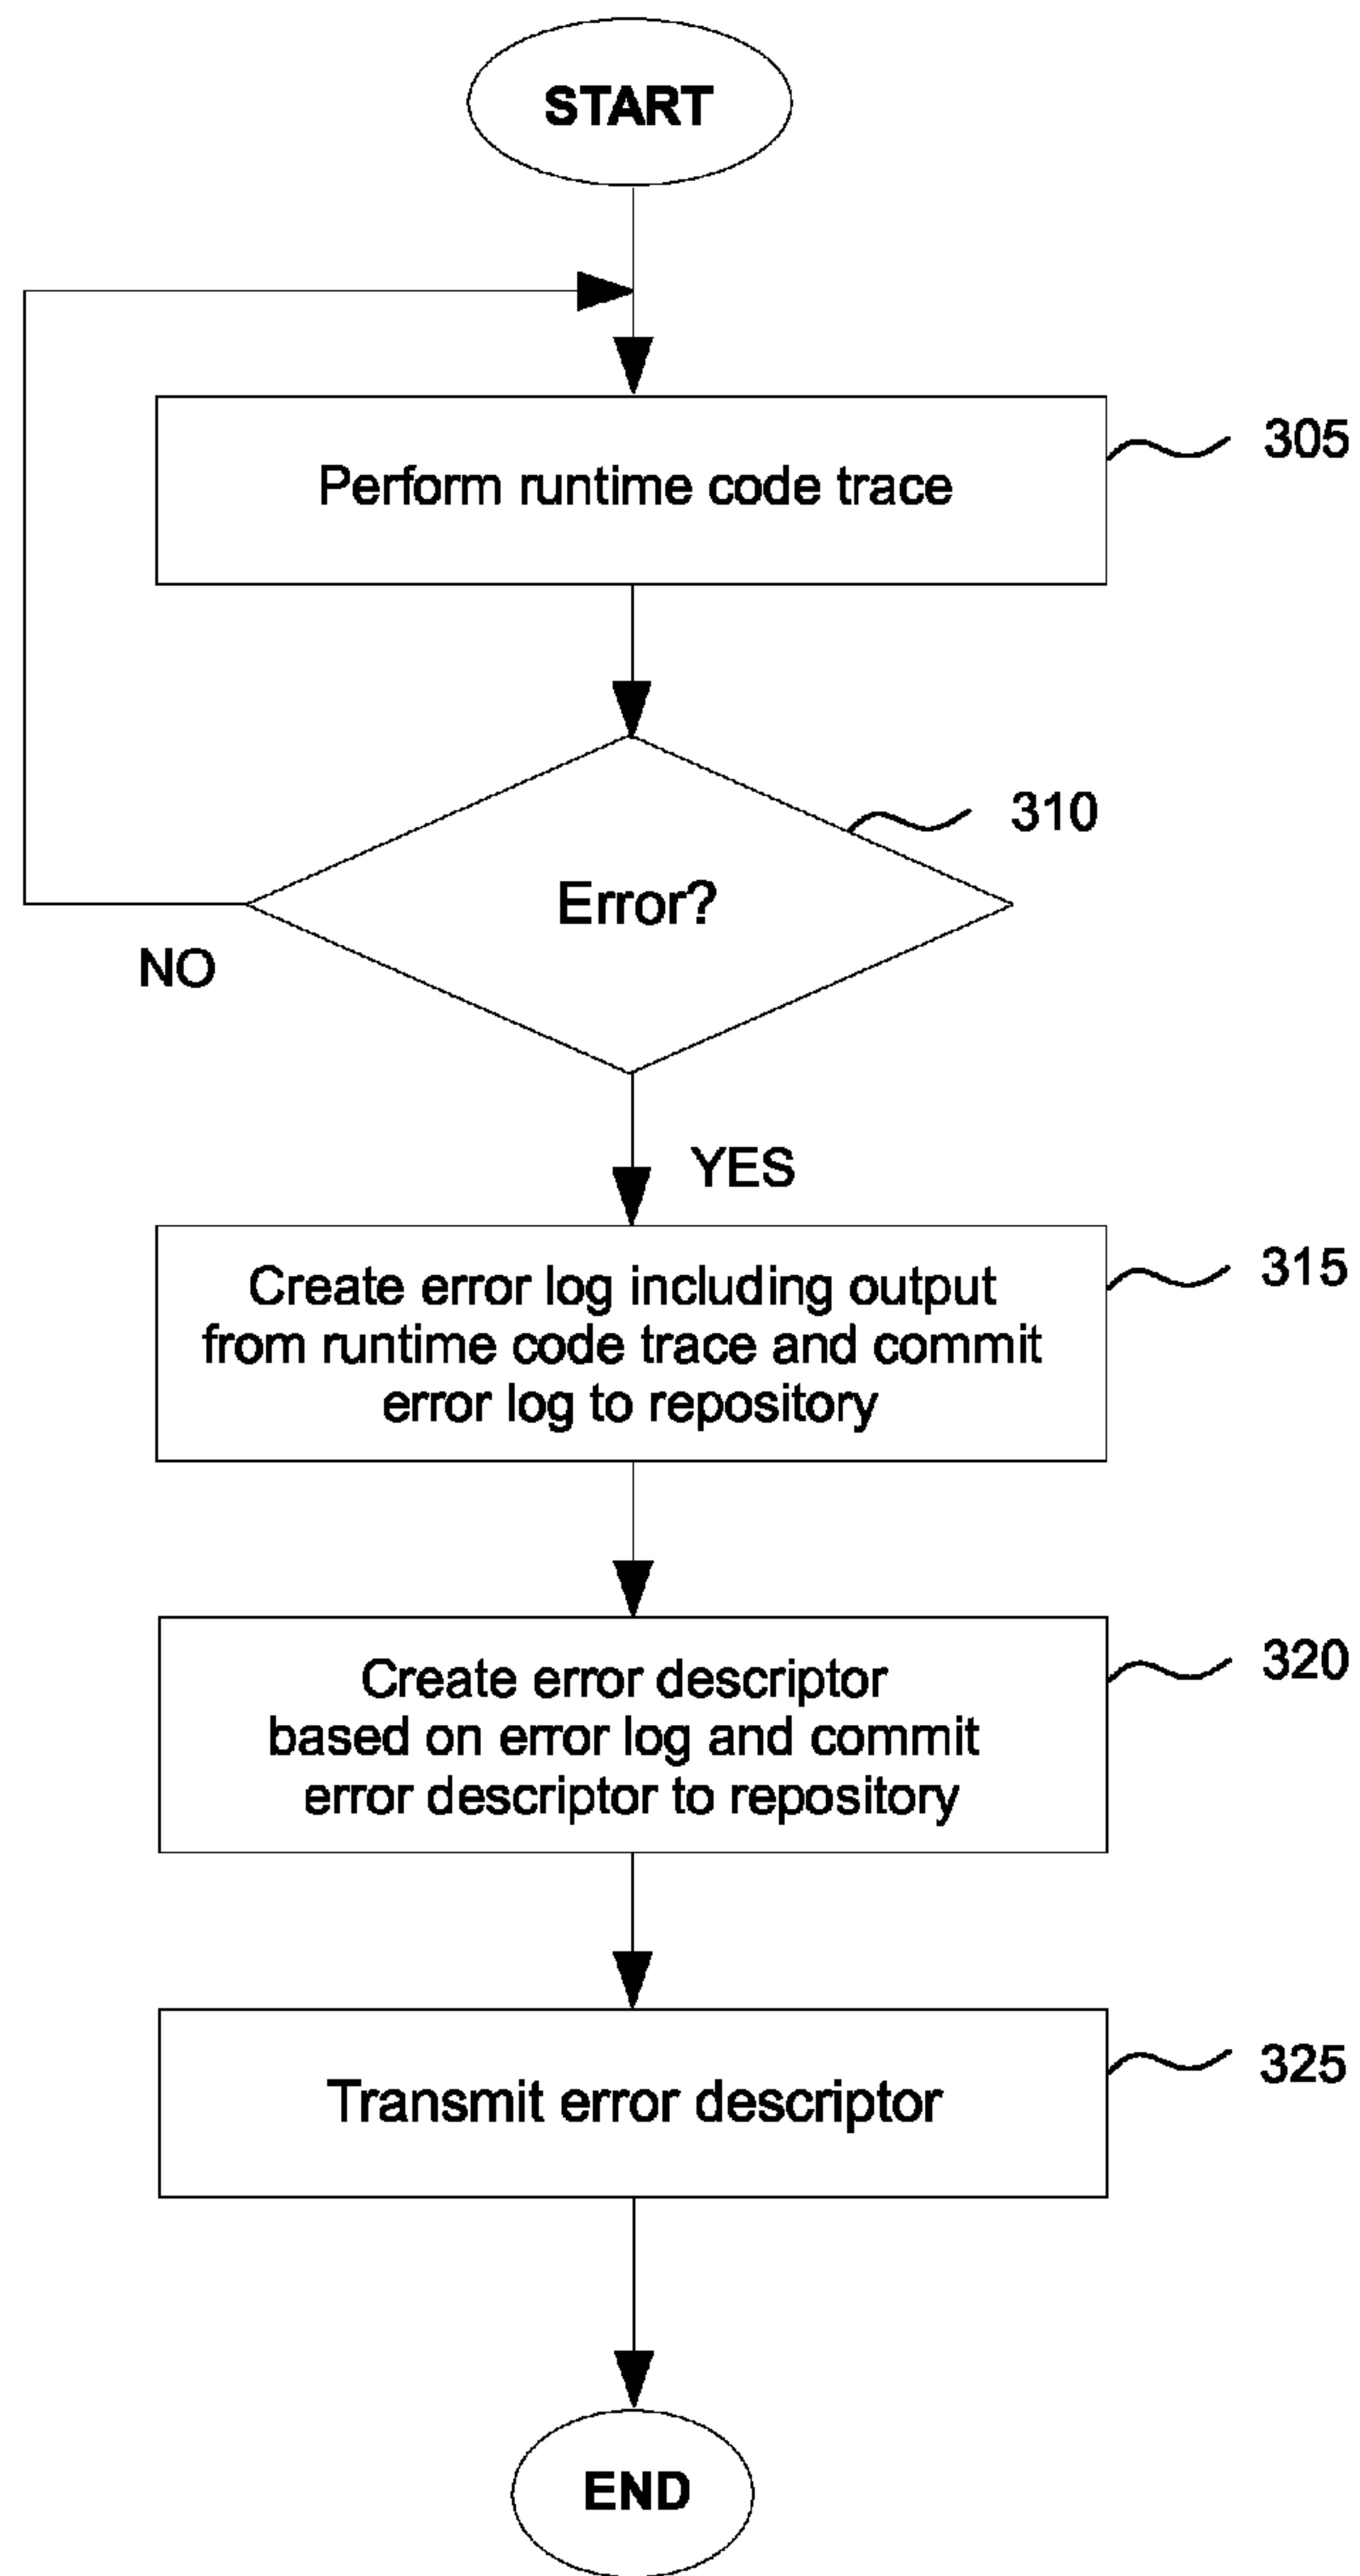 START
Perform runtime code trace
305
310
Error?
NO
YES
315
Create error log including output
from runtime code trace and commit
error log to repository
320
Create error descriptor
based on error log and commit
error descriptor to repository
325
Transmit error descriptor
END